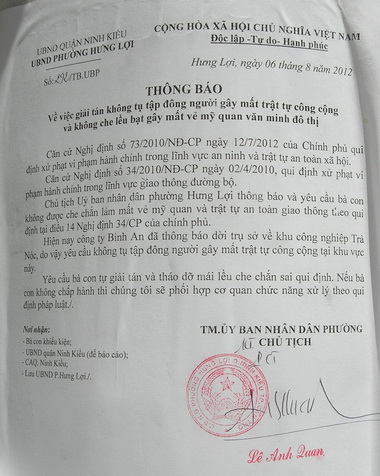 UBND QUẬN NINH KIỀU
UBND PHƯỜNG HƯNG LỢI
CỘNG HÒA XÃ HỘI CHỦ NGHĨA VIỆT NAM
Độc lập -Tự do- Hạnh phúc
Số: /TB.UBP
Hưng Lợi, ngày 06 tháng 8 năm 2012
THÔNG BÁO
Về việc giải tán không tụ tập đông người gây mất trật tự công cộng
và không che lều bạt gây mất vẻ mỹ quan văn minh đô thị
Căn cứ Nghị định số 73/2010/NĐ-CP ngày 12/7/2012 của Chính phủ qui
định xử phạt vi phạm hành chính trong lĩnh vực an ninh và trật tự an toàn xã hội.
Căn cứ Nghị định số 34/2010/NĐ-CP ngày 02/04/2010, qui định xử phạt vi
phạm hành chính trong lĩnh vực giao thông đường bộ.
Chủ tịch Uỷ ban nhân dân phường Hưng Lợi thông báo và yêu cầu bà con
không được che chắn làm mất vẻ mỹ quan và trật tự an toàn giao thông theo qui
định tại điều 14 Nghị định 34/CP của chính phủ.
Hiện nay công ty Bình An đã thông báo dời trụ sở về khu công nghiệp Trà
Nóc, do vậy yêu cầu không tụ tập đông người gây mất trật tự công cộng tại khu vực
này.
Yêu cầu bà con tự giải tán và tháo dỡ mái lều che chắn sai qui định. Nếu bà
con không chấp hành thì chúng tôi sẽ phối hợp cơ quan chức năng xử lý theo qui
định pháp luật./.
Nơi nhận:
- Bà con khiếu kiện;
- UBND quận Ninh Kiều (để báo cáo);
- CAQ. Ninh Kiều;
- Lưu UBND P.Hưng Lợi./.
TM.ỦY BAN NHÂN DÂN PHƯỜNG
KT CHỦ TỊCH
PCT
Lê Anh Quan